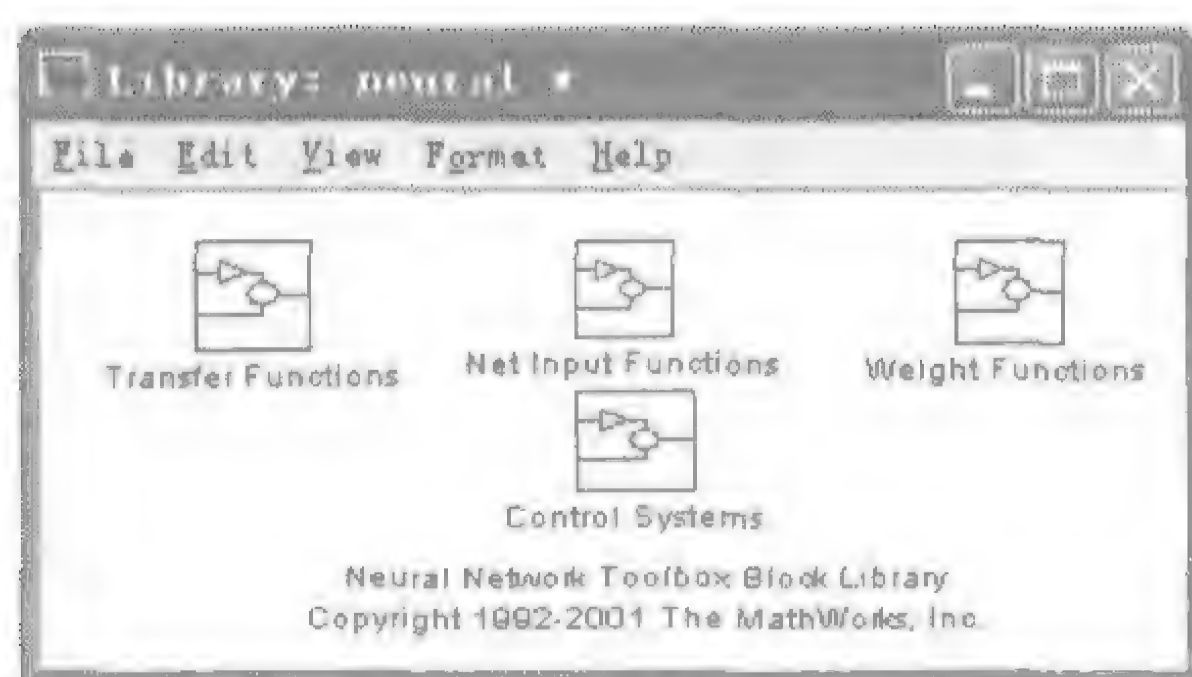 Library: neural *
File Edit View Format Help
Transfer Functions
Net Input Functions
Weight Functions
Control Systems
Neural Network Toolbox Block Library
Copyright 1992-2001 The MathWorks, Inc.